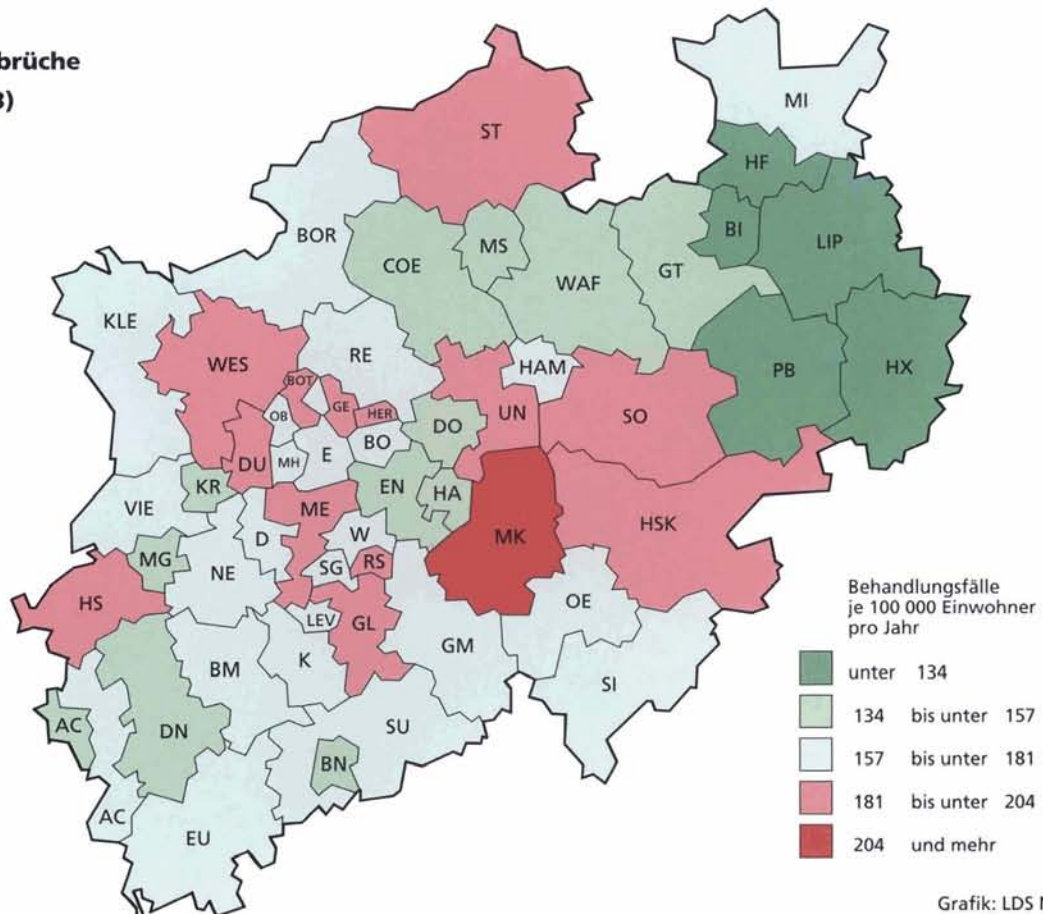 brüche
3)
MI
ST
HF
BI
LIP
BOR
MS
COE
GT
WAF
KLE
RE
HAM
PB
HX
WES
BOT
GE
HER
UN
SO
OB
DO
BO
E
DU
MH
KR
EN
HA
VIE
ME
HSK
D
W
MK
MG
NE
SG
RS
HS
OE
LEV
GL
K
GM
BM
SI
AC
DN
SU
BN
AC
EU
Behandlungsfälle
je 100 000 Einwohner
pro Jahr
unter 134
134 bis unter 157
157 bis unter 181
181 bis unter 204
204 und mehr
Grafik: LDS